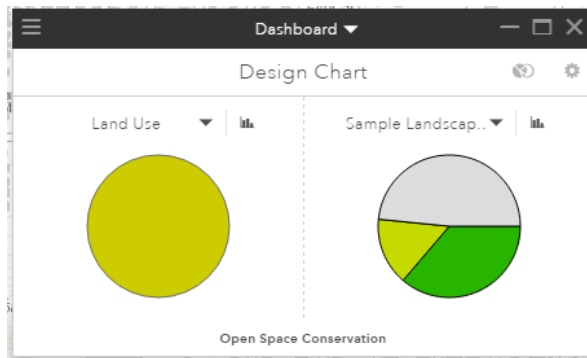 Dashboard
Design Chart
Land Use
Sample Landscap..
Open Space Conservation